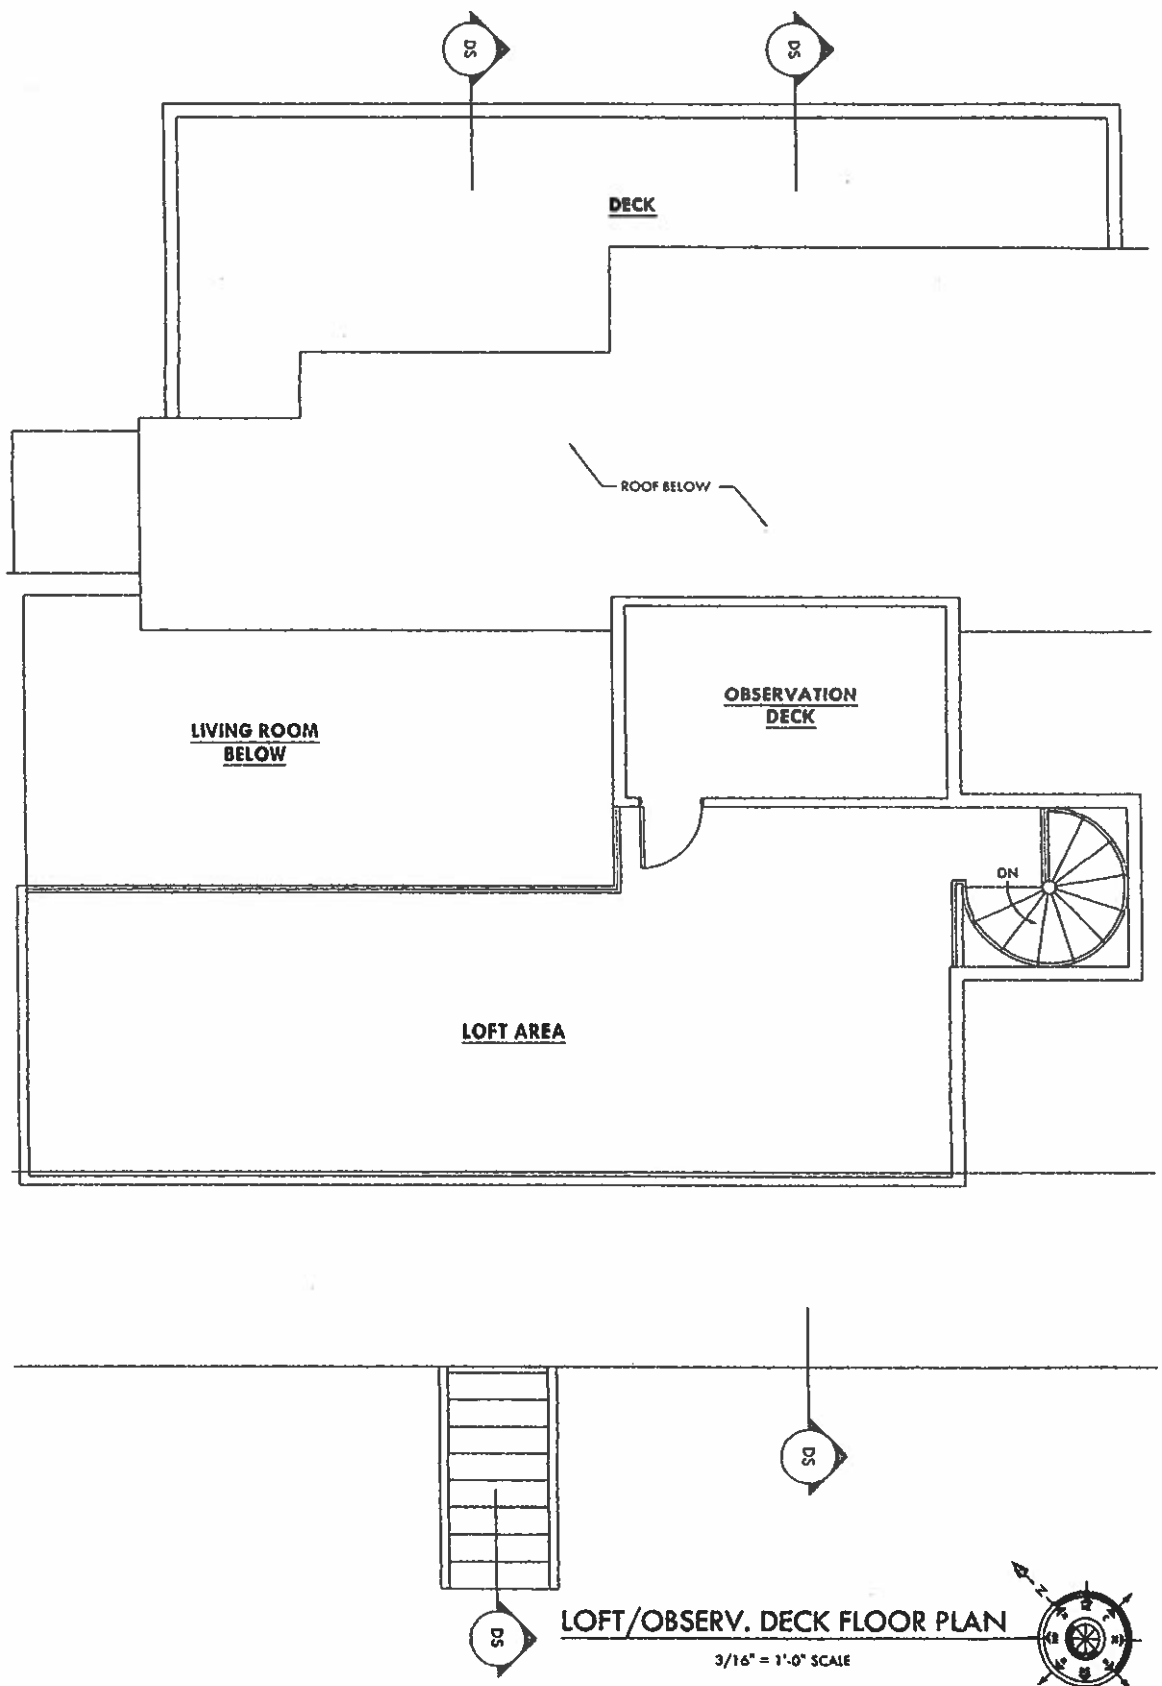 DS
DS
DECK
ROOF BELOW
OBSERVATION
DECK
LIVING ROOM
BELOW
DN
LOFT AREA
DS
DS
N
LOFT/OBSERV. DECK FLOOR PLAN
3/16" = 1'-0" SCALE